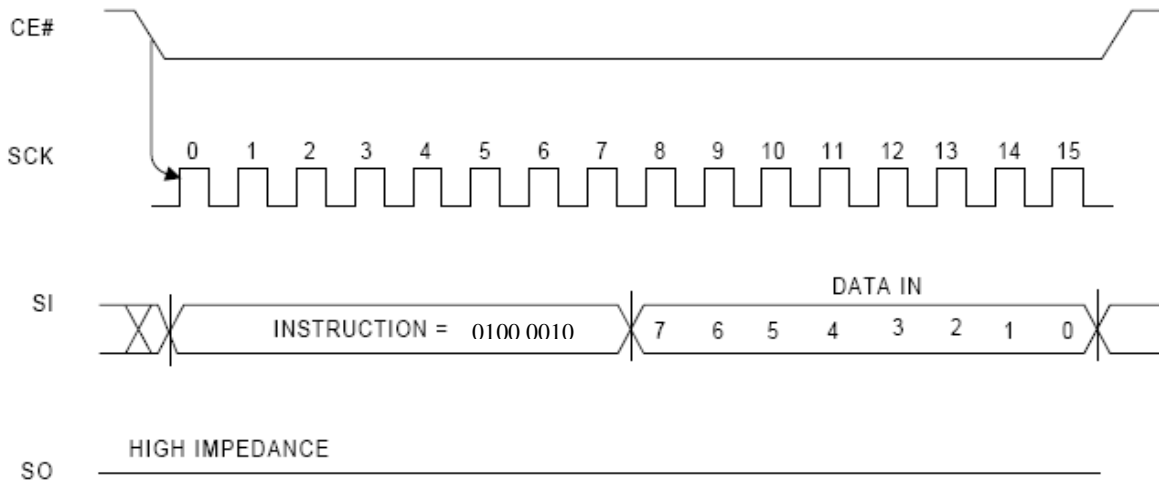 CE#
SCK
0 1 2 3 4 5 6 7 8 9 10 11 12 13 14 15
DATA IN
SI
INSTRUCTION = 0100 0010 7 6 5 4 3 2 1 0
HIGH IMPEDANCE
SO